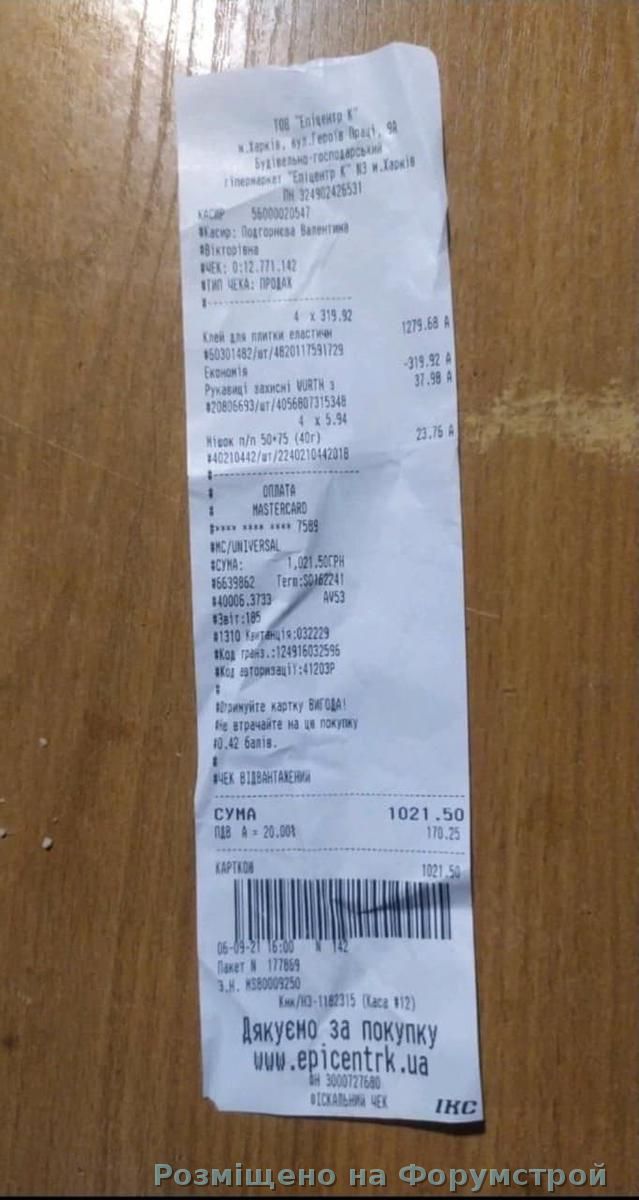 ТОВ "Епіцентр К"
м.Харків, вул.Героїв Праці, 9А
Будівельно-господарський
гіпермаркет "Епіцентр К" N3 м.Харків
ПН 324902426531
КАСИР 56000020547
#Касир: Подгорнєва Валентина
#Вікторівна
#ЧЕК: 0:12.771.142
#ТИП ЧЕКА: ПРОДАЖ
#
4 x 319.92
Клей для плитки еластичн 1279.68 А
#60301482/шт/4820117591729
Економія -319.92 А
Рукавиці захисні WURTH з 37.98 А
#20806693/шт/4056807315348
4 x 5.94
Мішок п/п 50*75 (40г) 23.76 А
#40210442/шт/2240210442018
#
# ОПЛАТА
# MASTERCARD
#»»»» »»»» »»»» 7589
#MC/UNIVERSAL
#СУМА: 1,021.50ГРН
#6639862 Term:S0162241
#40006.3733 AV53
#Звіт:185
#1310 Квитанція:032229
#Код транз.:124916032596
#Код авторизації:41203P
#
#Отримуйте картку ВИГОДА!
#Не втрачайте на це покупку
#0.42 балів.
#
#ЧЕК ВІДВАНТАЖЕНИЙ
СУМА 1021.50
ПДВ А = 20.00% 170.25
КАРТКОЮ 1021.50
06-09-21 16:00 N 142
Пакет N 177869
З.Н. HS80009250
Кнк/НЗ-1182315 (Каса #12)
Дякуємо за покупку
www.epicentrk.ua
ФН 3000727680
ФІСКАЛЬНИЙ ЧЕК ІКС
Розміщено на Форумстрой